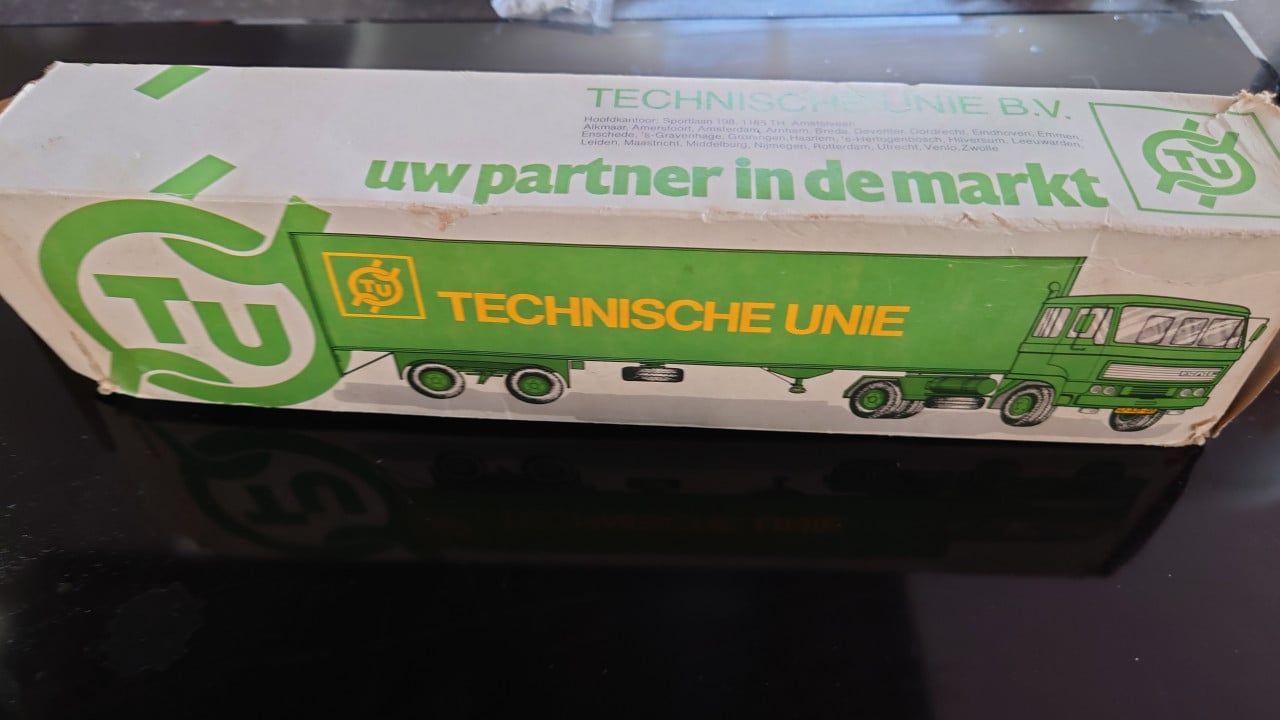 TECHNISCHE UNIE B.V.
Hoofdkantoor: Sportlaan 198, 1185 TH Amstelveen
Alkmaar, Amersfoort, Amsterdam, Arnhem, Breda, Deventer, Dordrecht, Eindhoven, Emmen,
Enschede, 's-Gravenhage, Groningen, Haarlem, 's-Hertogenbosch, Hilversum, Leeuwarden,
Leiden, Maastricht, Middelburg, Nijmegen, Rotterdam, Utrecht, Venlo, Zwolle
TU
uw partner in de markt
TU
TU
TECHNISCHE UNIE